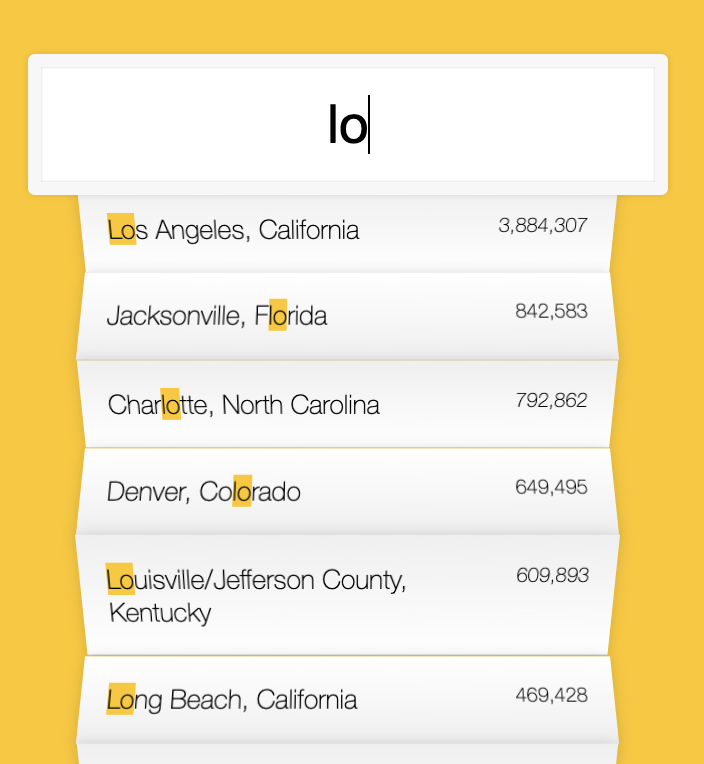 lo
Los Angeles, California 3,884,307
Jacksonville, Florida 842,583
Charlotte, North Carolina 792,862
Denver, Colorado 649,495
Louisville/Jefferson County, 609,893
Kentucky
Long Beach, California 469,428